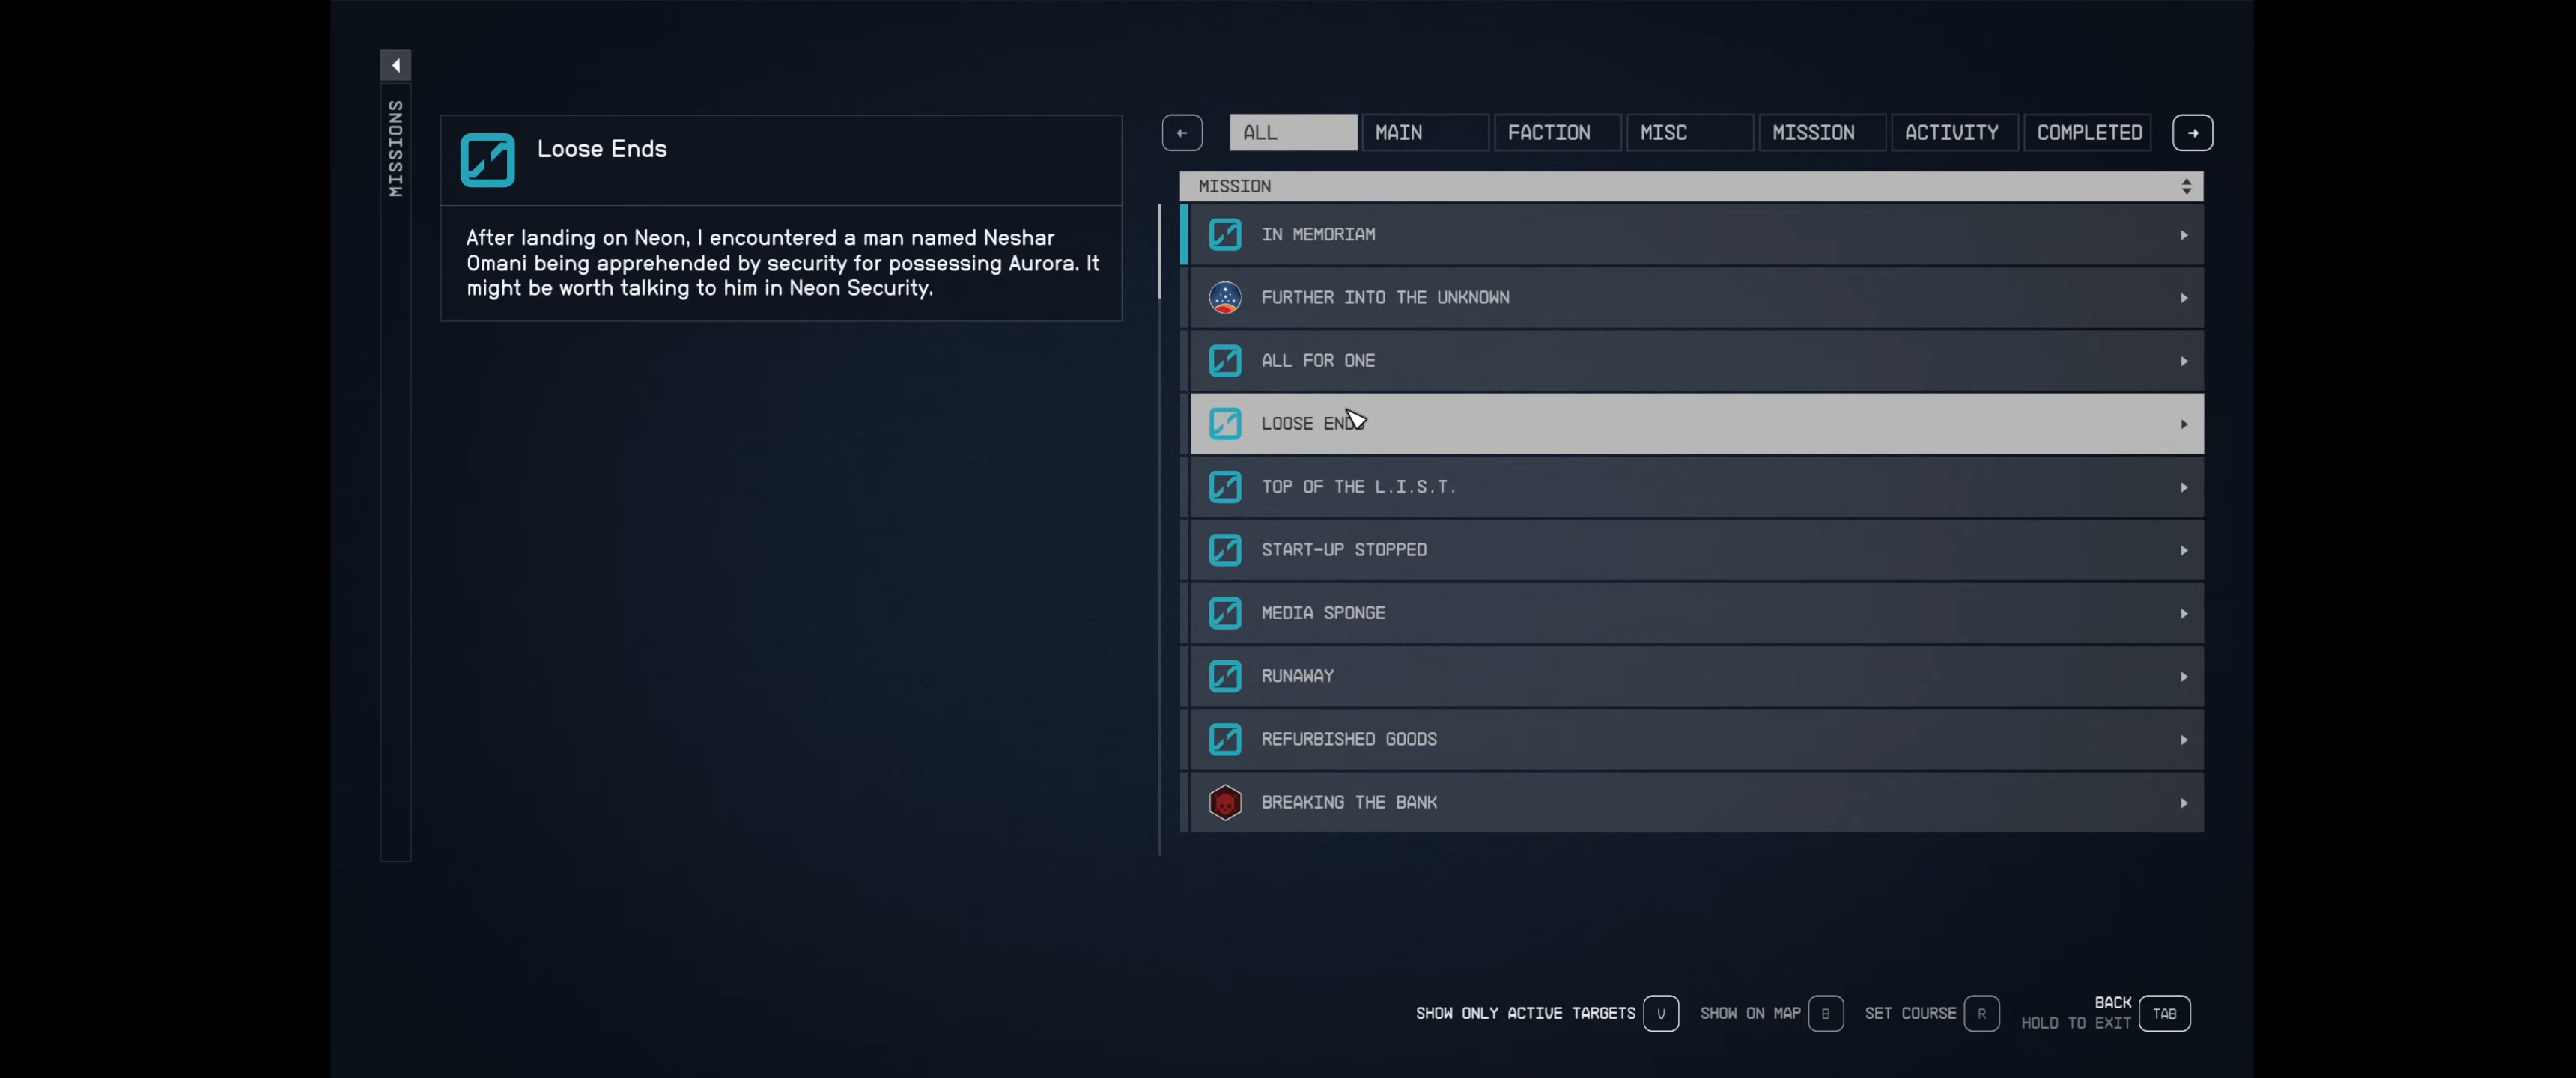 MISSIONS
Loose Ends
After landing on Neon, I encountered a man named Neshar
Omani being apprehended by security for possessing Aurora. It
might be worth talking to him in Neon Security.
ALL MAIN FACTION MISC MISSION ACTIVITY COMPLETED
MISSION
IN MEMORIAM
FURTHER INTO THE UNKNOWN
ALL FOR ONE
LOOSE ENDS
TOP OF THE L.I.S.T.
START-UP STOPPED
MEDIA SPONGE
RUNAWAY
REFURBISHED GOODS
BREAKING THE BANK
SHOW ONLY ACTIVE TARGETS V SHOW ON MAP B SET COURSE R BACK TAB
HOLD TO EXIT